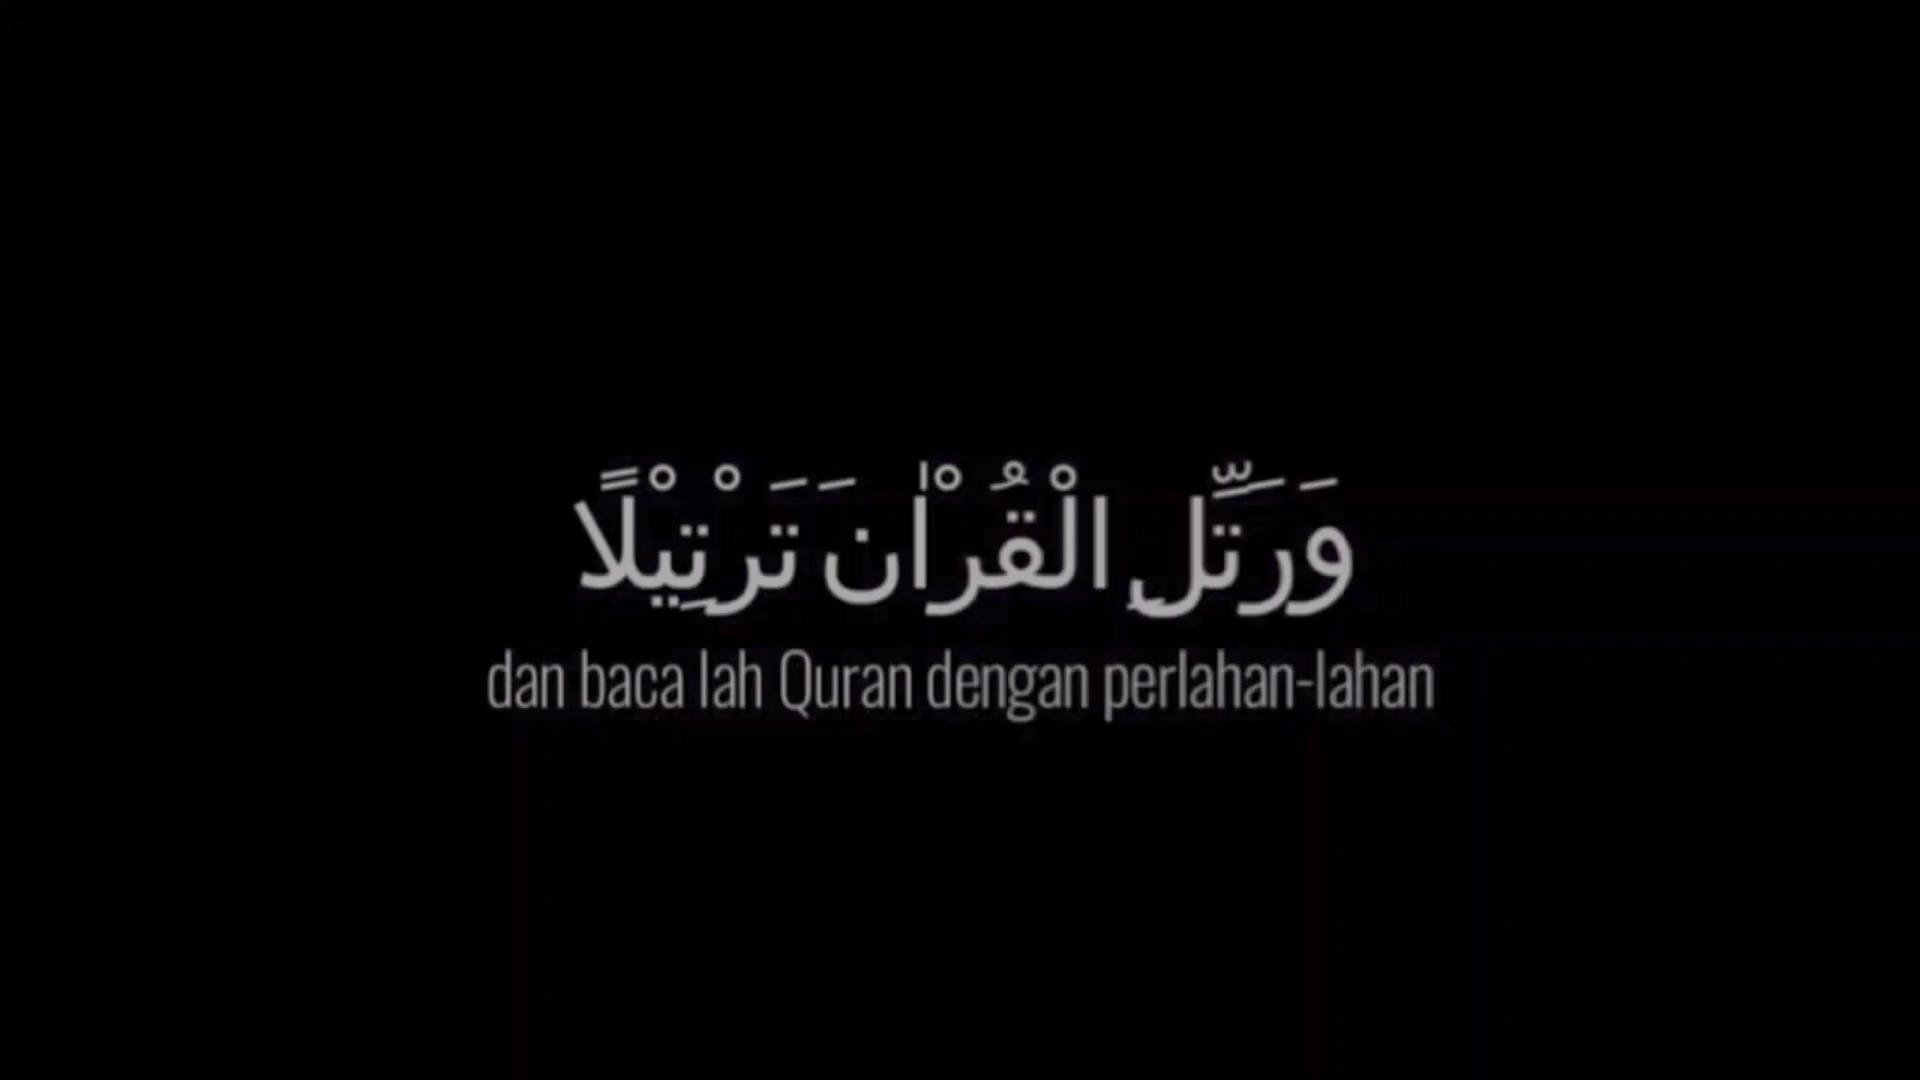 وَرَتِّلِ الْقُرْاٰنَ تَرْتِيْلًا
dan baca lah Quran dengan perlahan-lahan